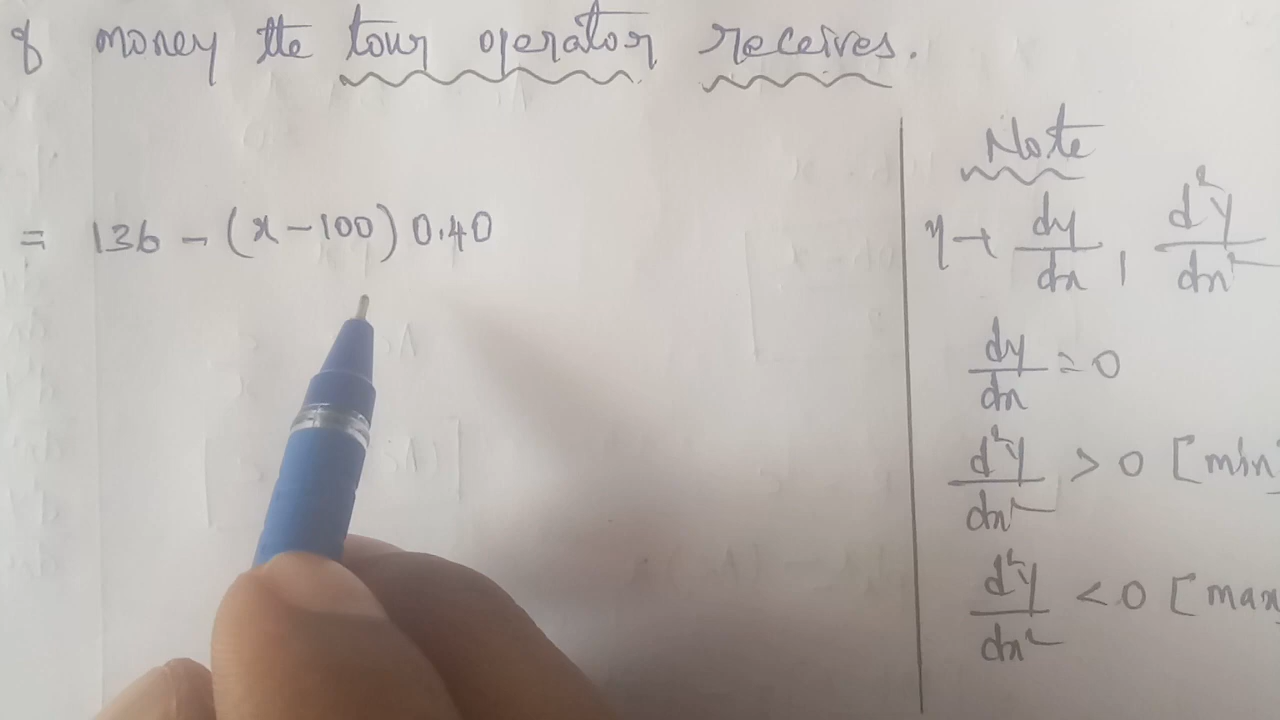 of money the tour operator receives.
= 136 - (x - 100) 0.40
Note
y → dy/dx, d²y/dx²
dy/dx = 0
d²y/dx² > 0 [min]
d²y/dx² < 0 [max]